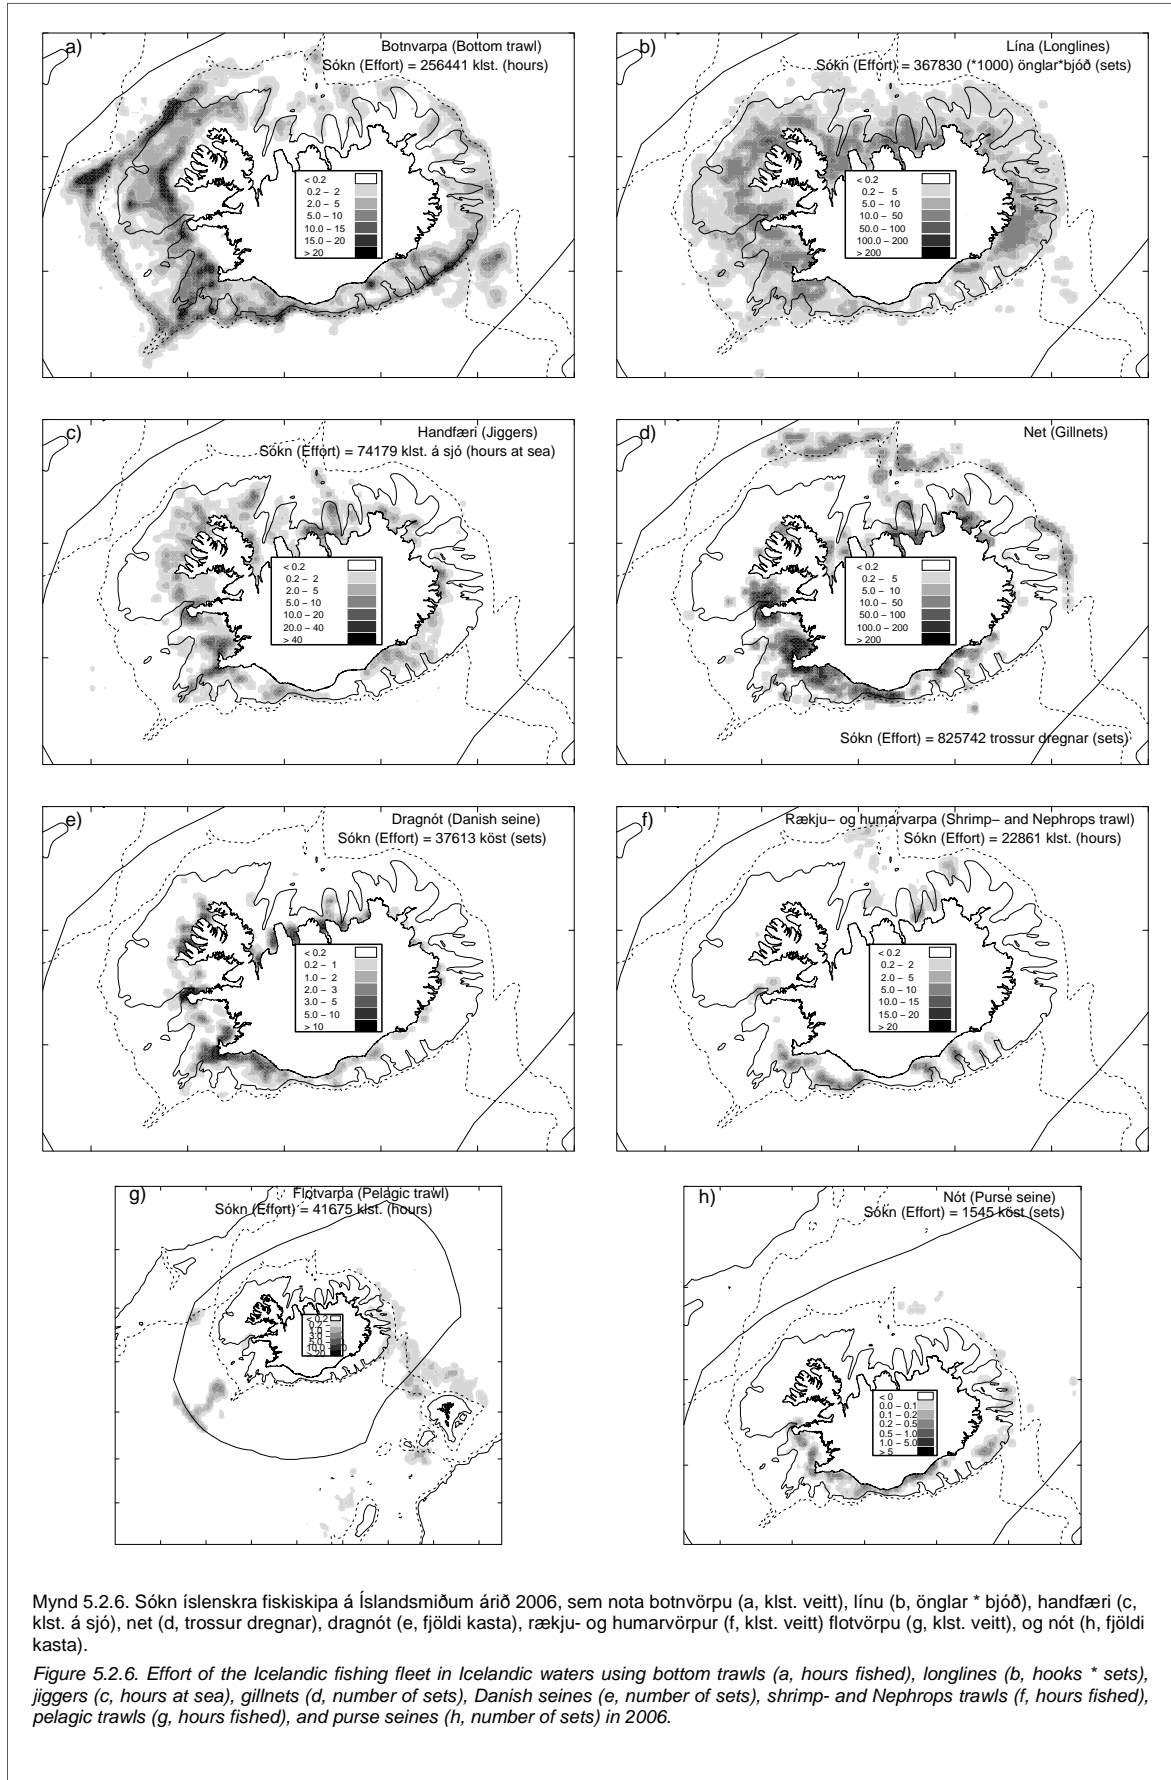 a)
Botnvarpa (Bottom trawl)
Sókn (Effort) = 256441 klst. (hours)
< 0.2
0.2 – 2
2.0 – 5
5.0 – 10
10.0 – 15
15.0 – 20
> 20
b)
Lína (Longlines)
Sókn (Effort) = 367830 (*1000) önglar*bjóð (sets)
< 0.2
0.2 – 5
5.0 – 10
10.0 – 50
50.0 – 100
100.0 – 200
> 200
c)
Handfæri (Jiggers)
Sókn (Effort) = 74179 klst. á sjó (hours at sea)
< 0.2
0.2 – 2
2.0 – 5
5.0 – 10
10.0 – 20
20.0 – 40
> 40
d)
Net (Gillnets)
< 0.2
0.2 – 5
5.0 – 10
10.0 – 50
50.0 – 100
100.0 – 200
> 200
Sókn (Effort) = 825742 trossur dregnar (sets)
e)
Dragnót (Danish seine)
Sókn (Effort) = 37613 köst (sets)
< 0.2
0.2 – 1
1.0 – 2
2.0 – 3
3.0 – 5
5.0 – 10
> 10
f)
Rækju– og humarvarpa (Shrimp– and Nephrops trawl)
Sókn (Effort) = 22861 klst. (hours)
< 0.2
0.2 – 2
2.0 – 5
5.0 – 10
10.0 – 15
15.0 – 20
> 20
g)
Flotvarpa (Pelagic trawl)
Sókn (Effort) = 41675 klst. (hours)
< 0.2
h)
Nót (Purse seine)
Sókn (Effort) = 1545 köst (sets)
< 0
0.0 – 0.1
0.1 – 0.2
0.2 – 0.5
0.5 – 1.0
1.0 – 5.0
> 5
Mynd 5.2.6. Sókn íslenskra fiskiskipa á Íslandsmiðum árið 2006, sem nota botnvörpu (a, klst. veitt), línu (b, önglar * bjóð), handfæri (c,
klst. á sjó), net (d, trossur dregnar), dragnót (e, fjöldi kasta), rækju- og humarvörpur (f, klst. veitt) flotvörpu (g, klst. veitt), og nót (h, fjöldi
kasta).
Figure 5.2.6. Effort of the Icelandic fishing fleet in Icelandic waters using bottom trawls (a, hours fished), longlines (b, hooks * sets),
jiggers (c, hours at sea), gillnets (d, number of sets), Danish seines (e, number of sets), shrimp- and Nephrops trawls (f, hours fished),
pelagic trawls (g, hours fished), and purse seines (h, number of sets) in 2006.